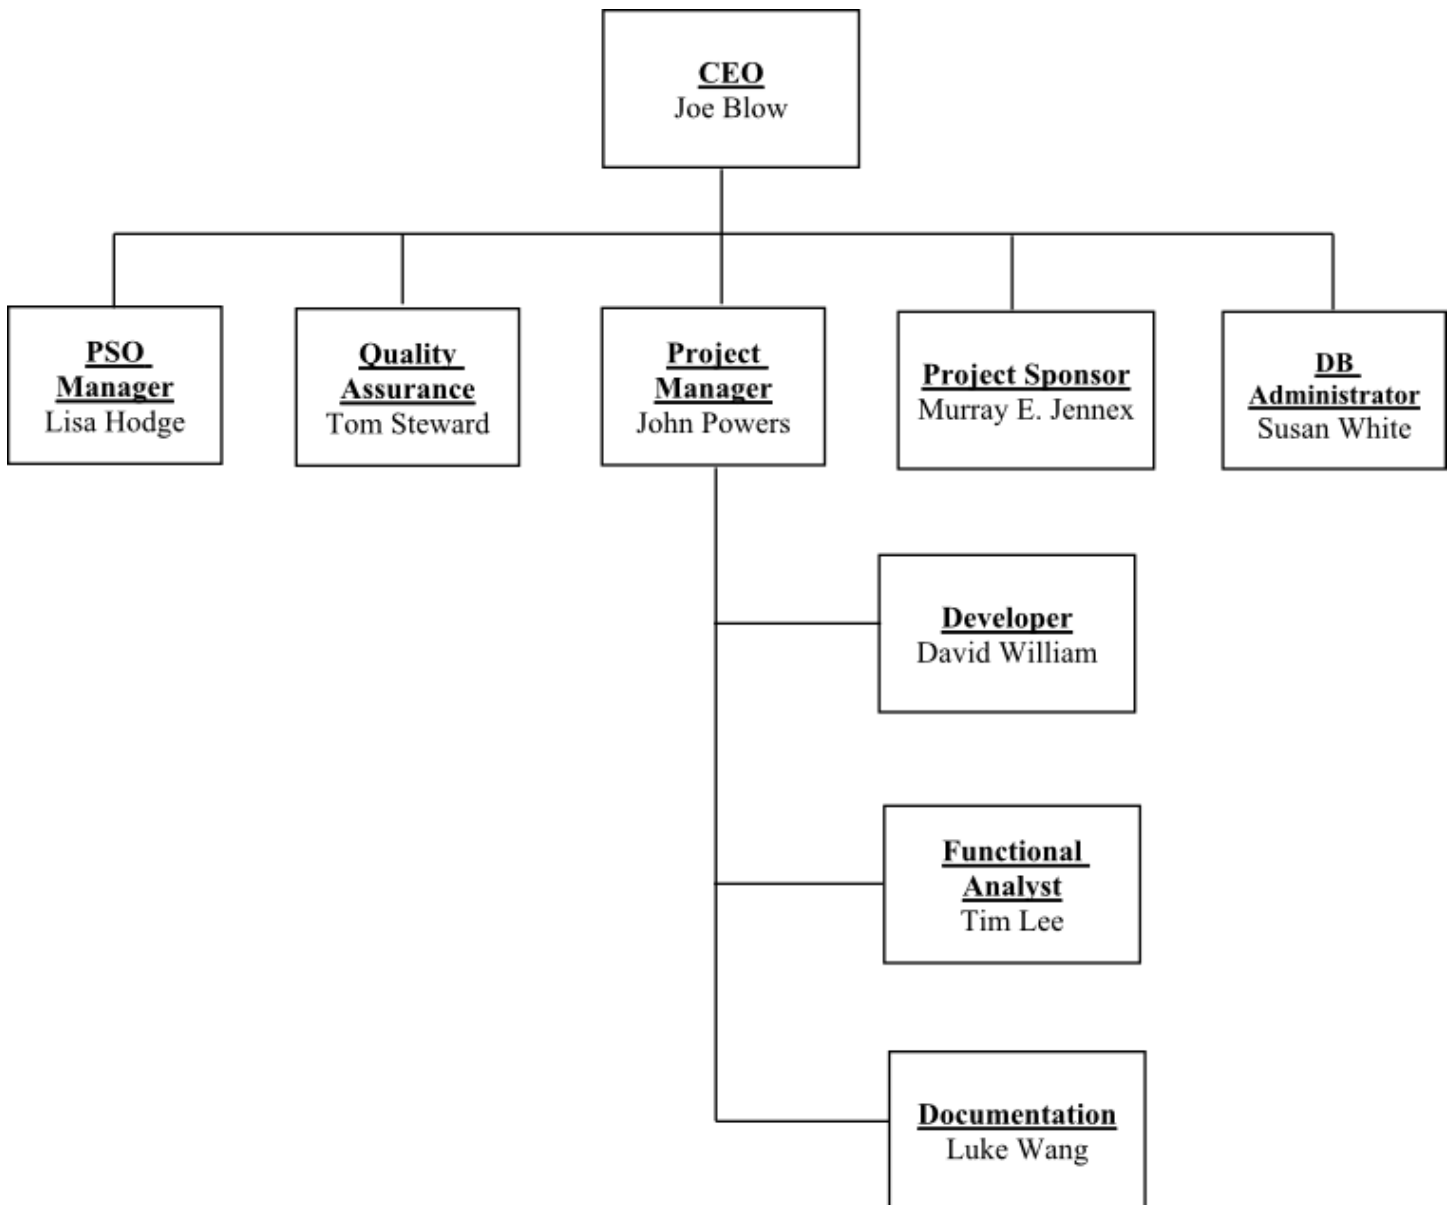 CEO
Joe Blow
PSO
Manager
Lisa Hodge
Quality
Assurance
Tom Steward
Project
Manager
John Powers
Project Sponsor
Murray E. Jennex
DB
Administrator
Susan White
Developer
David William
Functional
Analyst
Tim Lee
Documentation
Luke Wang